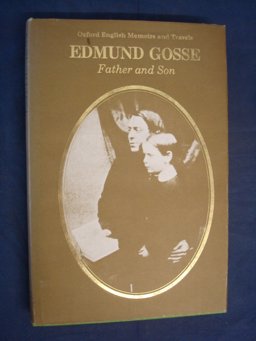 Oxford English Memoirs and Travels
EDMUND GOSSE
Father and Son